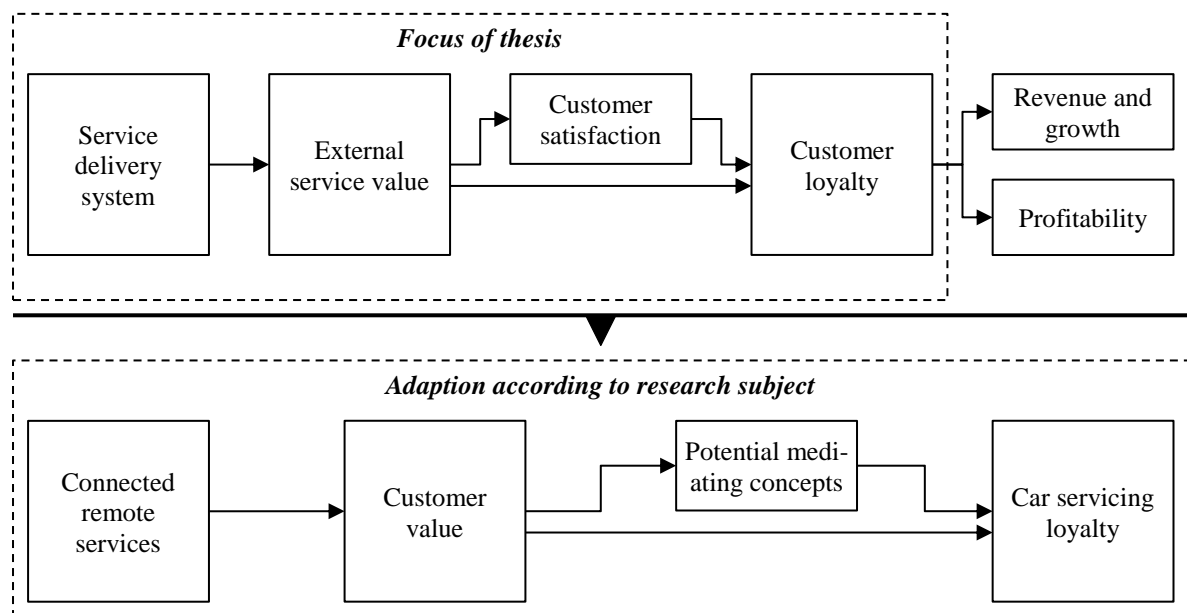 Focus of thesis
Service
delivery
system
External
service value
Customer
satisfaction
Customer
loyalty
Revenue and
growth
Profitability
Adaption according to research subject
Connected
remote
services
Customer
value
Potential medi-
ating concepts
Car servicing
loyalty